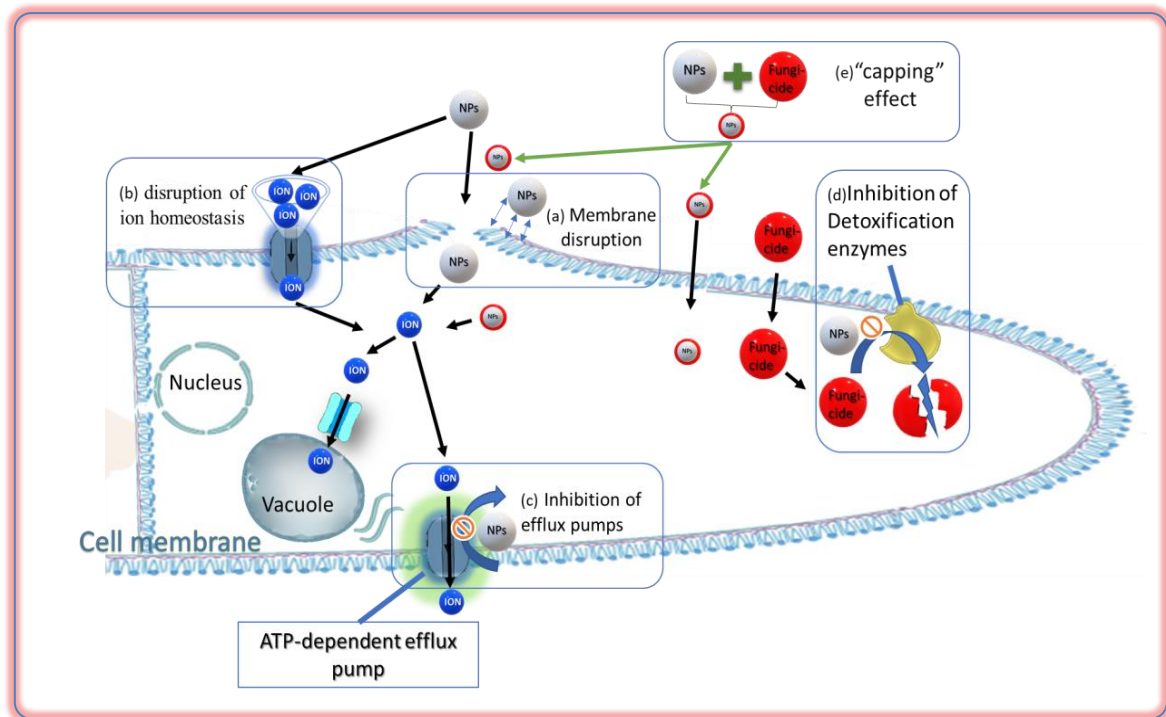 NPs
Fungi-
cide
(e)“capping”
effect
NPs
NPs
NPs
(b) disruption of
ion homeostasis
ION
ION
ION
ION
NPs
(a) Membrane
disruption
NPs
NPs
Fungi-
cide
(d)Inhibition of
Detoxification
enzymes
NPs
ION
NPs
NPs
Fungi-
cide
Fungi-
cide
ION
Nucleus
ION
Vacuole
ION
(c) Inhibition of
efflux pumps
NPs
Cell membrane
ION
ATP-dependent efflux
pump